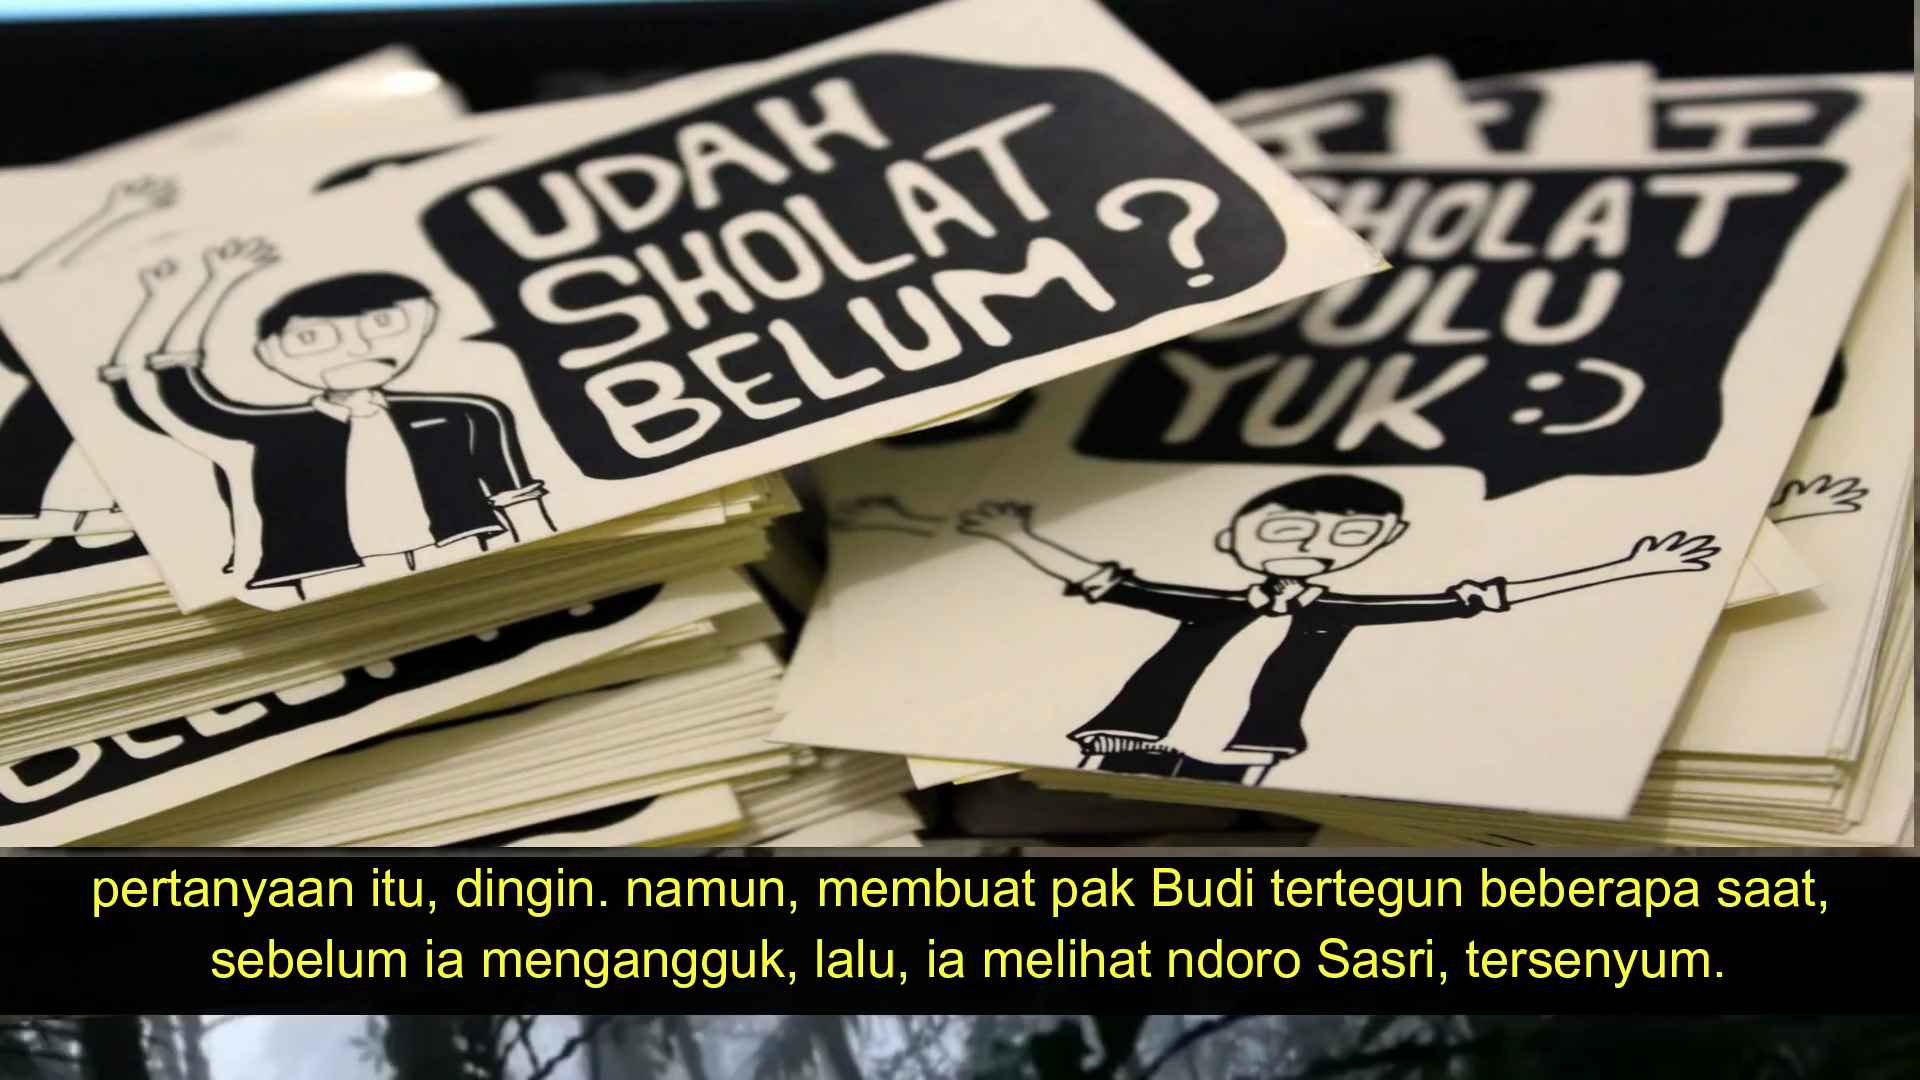 UDAH
SHOLAT
BELUM?
SHOLAT
DULU
YUK :)
pertanyaan itu, dingin. namun, membuat pak Budi tertegun beberapa saat,
sebelum ia mengangguk, lalu, ia melihat ndoro Sasri, tersenyum.